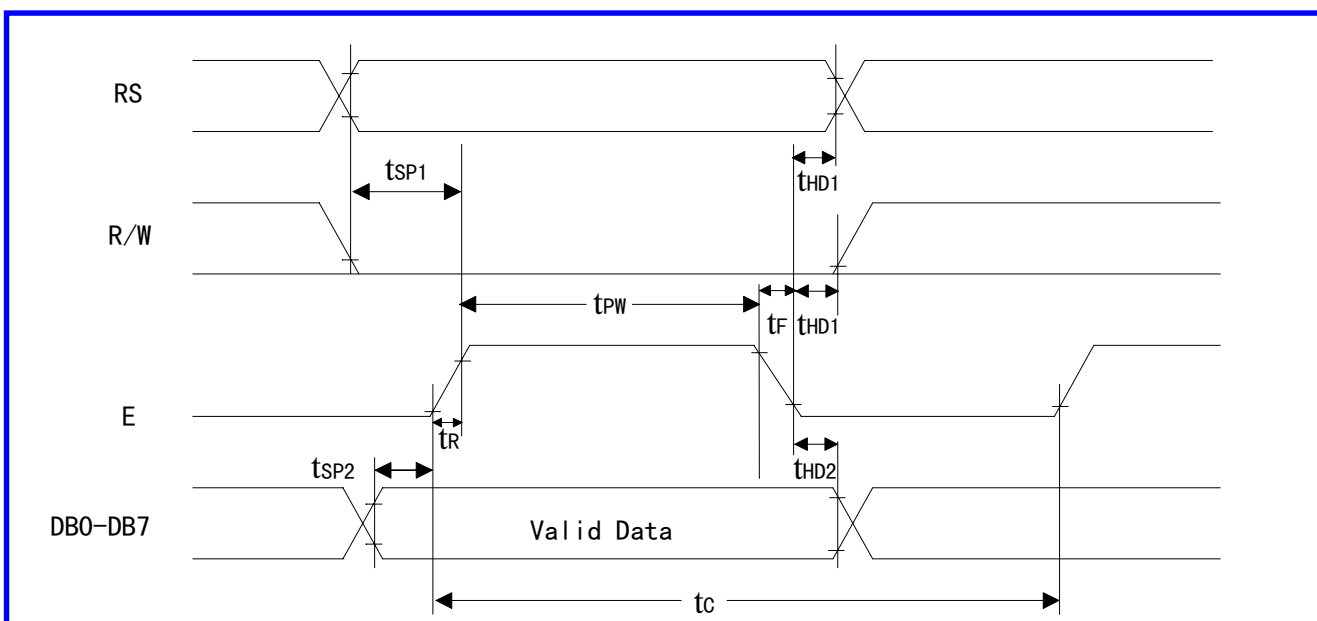 RS
tSP1
tHD1
R/W
tPW
tF
tHD1
E
tR
tSP2
tHD2
DB0-DB7
Valid Data
tC